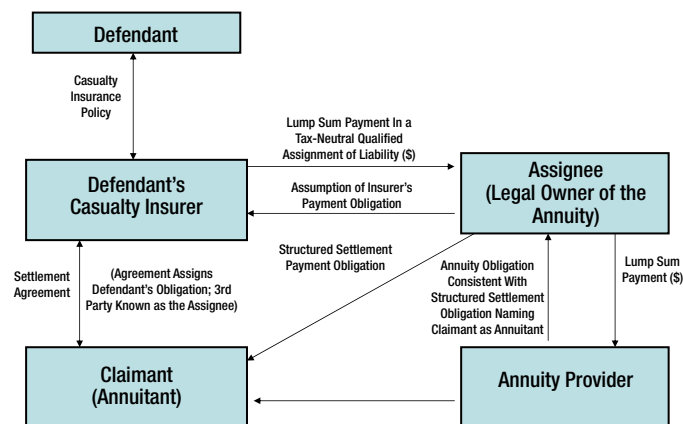 Defendant
Casualty
Insurance
Policy
Lump Sum Payment In a
Tax-Neutral Qualified
Assignment of Liability ($)
Defendant's
Casualty Insurer
Assumption of Insurer's
Payment Obligation
Assignee
(Legal Owner of the
Annuity)
Settlement
Agreement
(Agreement Assigns
Defendant's Obligation; 3rd
Party Known as the Assignee)
Structured Settlement
Payment Obligation
Annuity Obligation
Consistent With
Structured Settlement
Obligation Naming
Claimant as Annuitant
Lump Sum
Payment ($)
Claimant
(Annuitant)
Annuity Provider